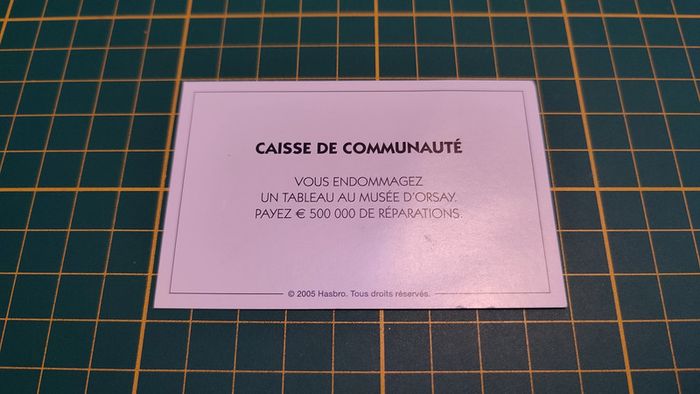 CAISSE DE COMMUNAUTÉ
VOUS ENDOMMAGEZ
UN TABLEAU AU MUSÉE D'ORSAY.
PAYEZ € 500 000 DE RÉPARATIONS.
© 2005 Hasbro. Tous droits réservés.